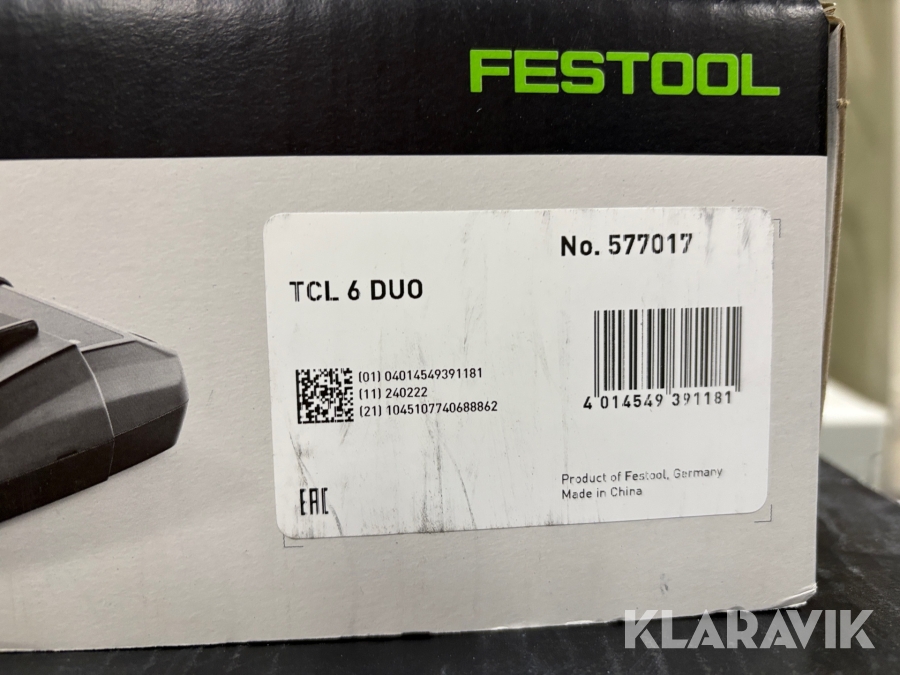 FESTOOL
No. 577017
TCL 6 DUO
(01) 04014549391181
(11) 240222
(21) 1045107740688862
4 014549 391181
Product of Festool, Germany
Made in China
EAC
KLARAVIK